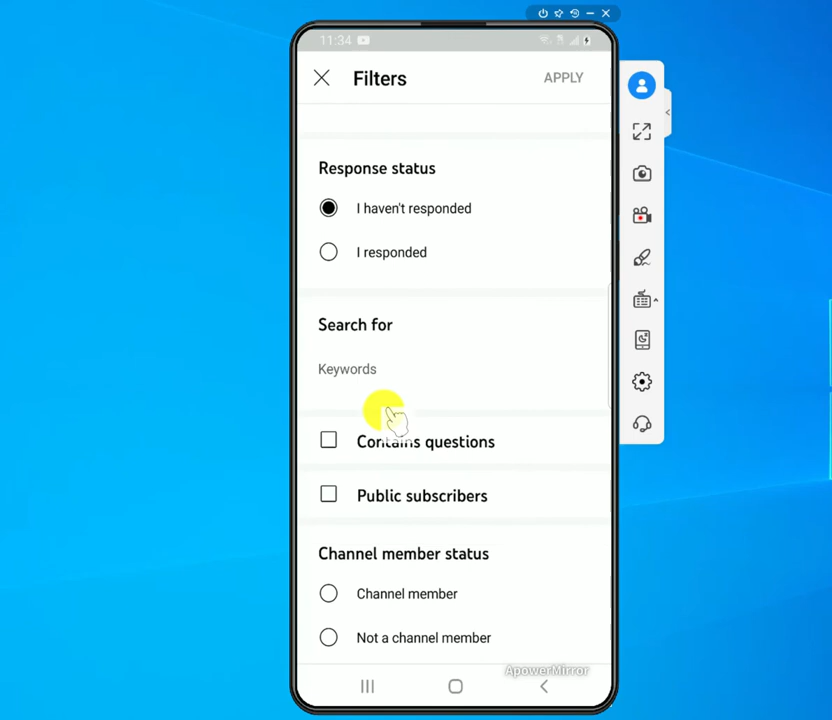 11:34
Filters
APPLY
Response status
I haven't responded
I responded
Search for
Keywords
Contains questions
Public subscribers
Channel member status
Channel member
Not a channel member
ApowerMirror